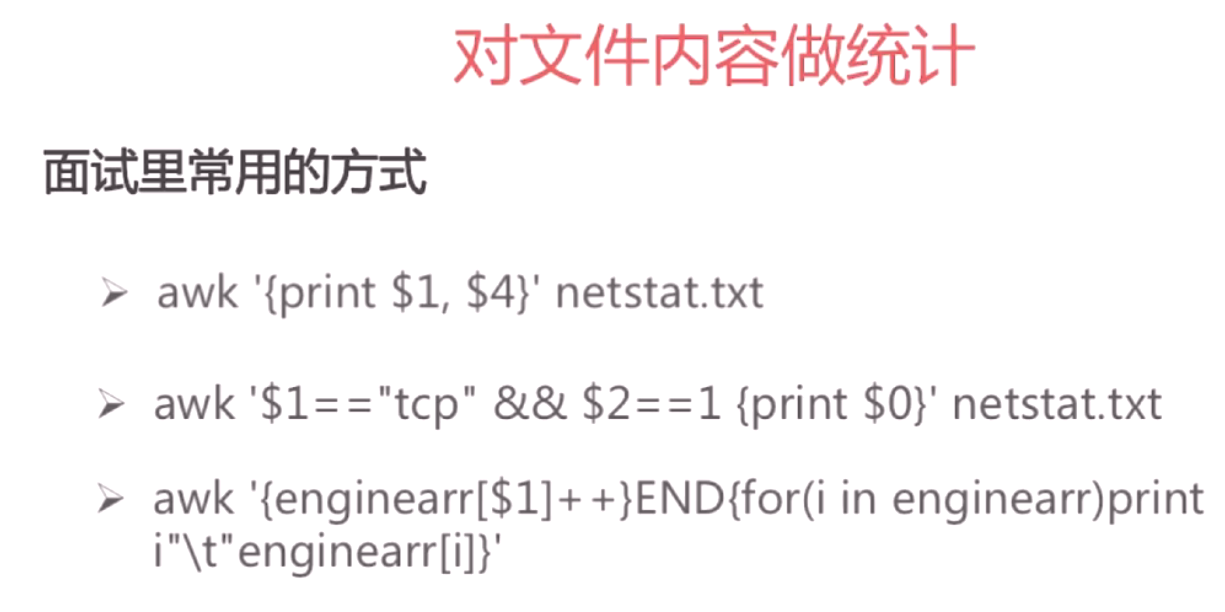 对文件内容做统计
面试里常用的方式
➢ awk '{print $1, $4}' netstat.txt
➢ awk '$1=="tcp" && $2==1 {print $0}' netstat.txt
➢ awk '{enginearr[$1]++}END{for(i in enginearr)print
i"\t"enginearr[i]}'